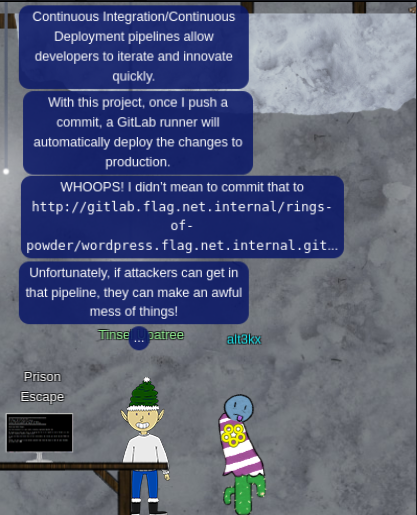 Continuous Integration/Continuous
Deployment pipelines allow
developers to iterate and innovate
quickly.
With this project, once I push a
commit, a GitLab runner will
automatically deploy the changes to
production.
WHOOPS! I didn't mean to commit that to
http://gitlab.flag.net.internal/rings-
of-
powder/wordpress.flag.net.internal.git...
Unfortunately, if attackers can get in
that pipeline, they can make an awful
mess of things!
...
alt3kx
Prison
Escape